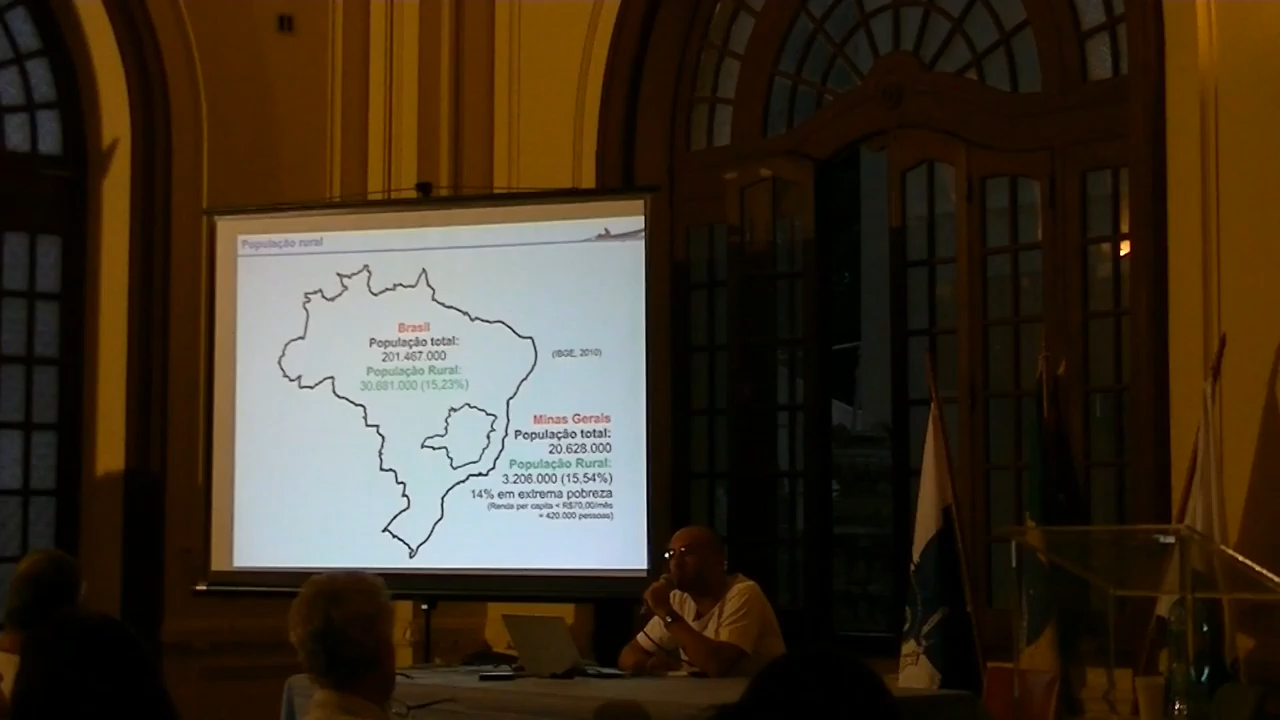 População rural
Brasil
População total:
201.467.000
População Rural:
30.681.000 (15,23%)
(IBGE, 2010)
Minas Gerais
População total:
20.628.000
População Rural:
3.206.000 (15,54%)
14% em extrema pobreza
(Renda per capita < R$70,00/mês
= 420.000 pessoas)